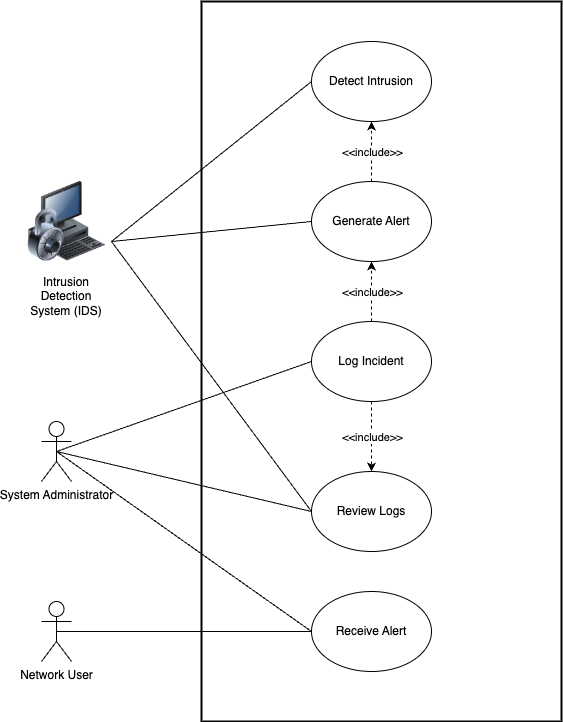 Detect Intrusion
<<include>>
Generate Alert
Intrusion
Detection
System (IDS)
<<include>>
Log Incident
<<include>>
System Administrator
Review Logs
Receive Alert
Network User